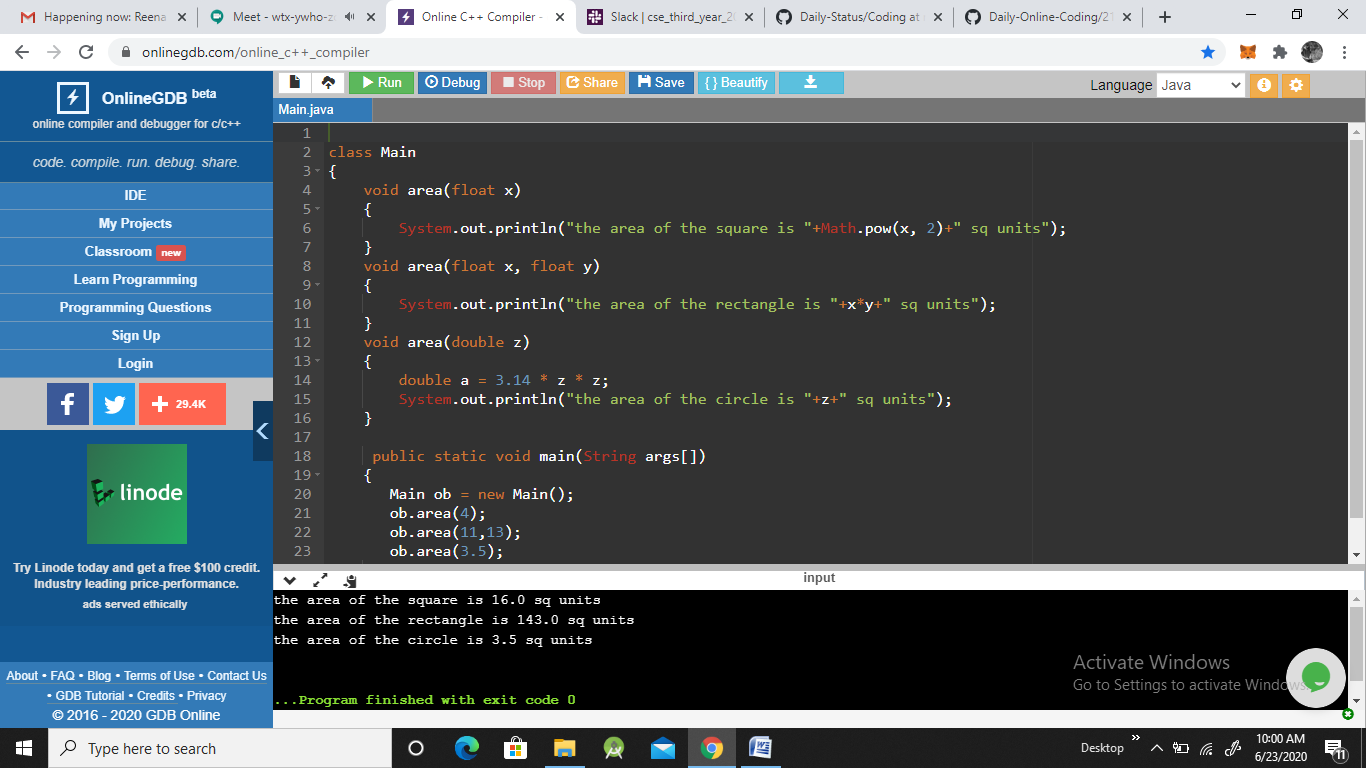 Happening now: Reena
Meet - wtx-ywho-z
Online C++ Compiler -
Slack | cse_third_year_20
Daily-Status/Coding at
Daily-Online-Coding/21
onlinegdb.com/online_c++_compiler
OnlineGDB beta
online compiler and debugger for c/c++
code. compile. run. debug. share.
IDE
My Projects
Classroom new
Learn Programming
Programming Questions
Sign Up
Login
f
+ 29.4K
linode
Try Linode today and get a free $100 credit.
Industry leading price-performance.
ads served ethically
About • FAQ • Blog • Terms of Use • Contact Us
• GDB Tutorial • Credits • Privacy
© 2016 - 2020 GDB Online
Run Debug Stop Share Save { } Beautify
Language Java
Main.java
1
2 class Main
3 {
4 void area(float x)
5 {
6 System.out.println("the area of the square is "+Math.pow(x, 2)+" sq units");
7 }
8 void area(float x, float y)
9 {
10 System.out.println("the area of the rectangle is "+x*y+" sq units");
11 }
12 void area(double z)
13 {
14 double a = 3.14 * z * z;
15 System.out.println("the area of the circle is "+z+" sq units");
16 }
17
18 public static void main(String args[])
19 {
20 Main ob = new Main();
21 ob.area(4);
22 ob.area(11,13);
23 ob.area(3.5);
input
the area of the square is 16.0 sq units
the area of the rectangle is 143.0 sq units
the area of the circle is 3.5 sq units
...Program finished with exit code 0
Activate Windows
Go to Settings to activate Windows.
Type here to search
Desktop
10:00 AM
6/23/2020
11